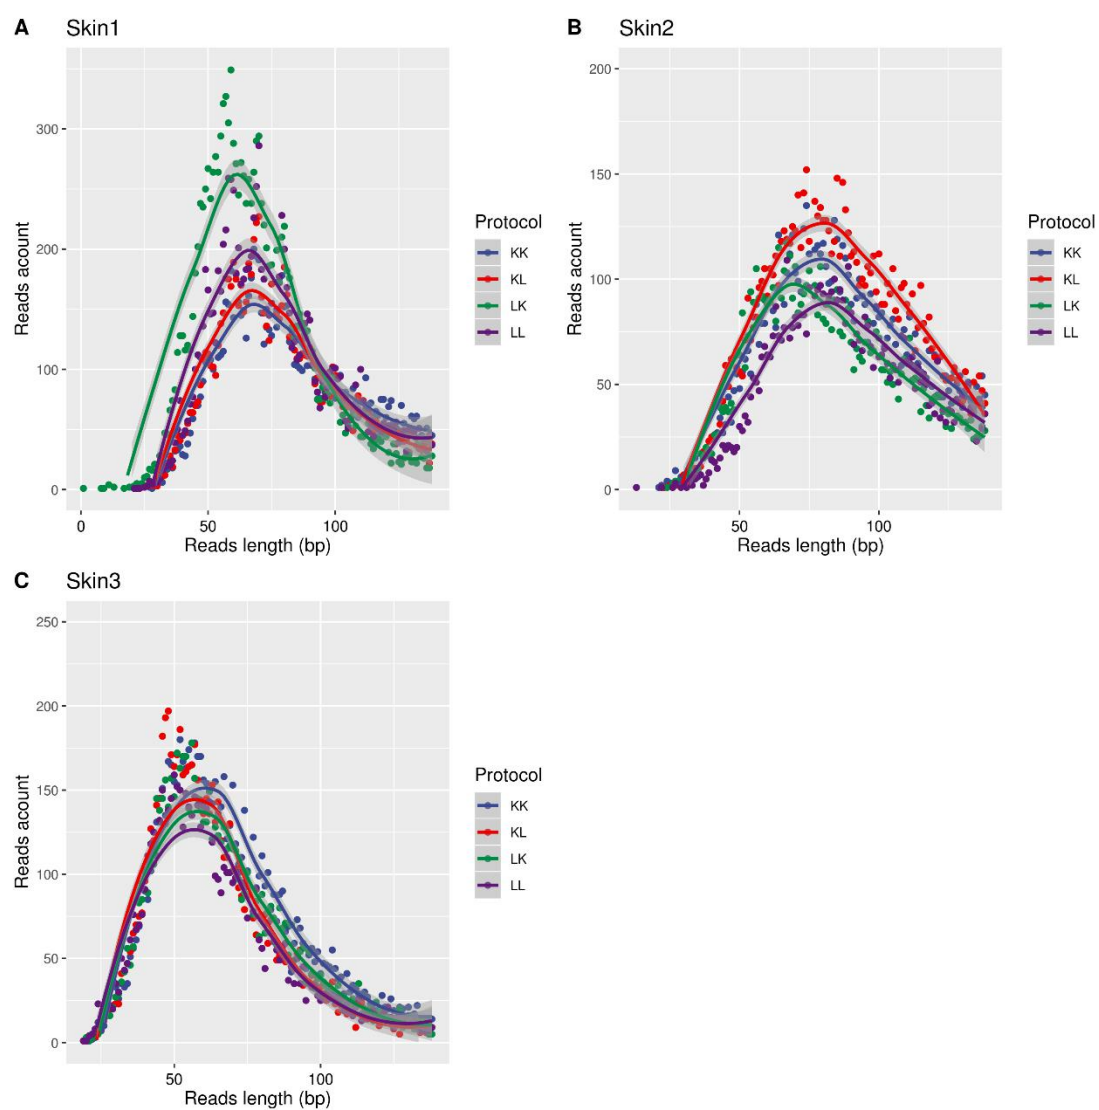 A Skin1
300
200
100
0
0 50 100
Reads acount
Reads length (bp)
Protocol
KK
KL
LK
LL
B Skin2
200
150
100
50
0
50 100
Reads acount
Reads length (bp)
Protocol
KK
KL
LK
LL
C Skin3
250
200
150
100
50
0
50 100
Reads acount
Reads length (bp)
Protocol
KK
KL
LK
LL